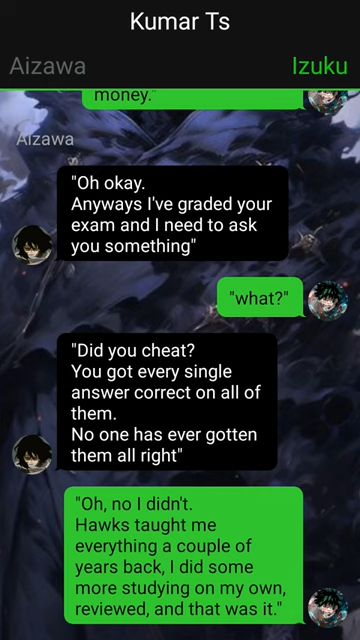 Kumar Ts
Aizawa
Izuku
money."
Aizawa
"Oh okay.
Anyways I've graded your
exam and I need to ask
you something"
"what?"
"Did you cheat?
You got every single
answer correct on all of
them.
No one has ever gotten
them all right"
"Oh, no I didn't.
Hawks taught me
everything a couple of
years back, I did some
more studying on my own,
reviewed, and that was it."